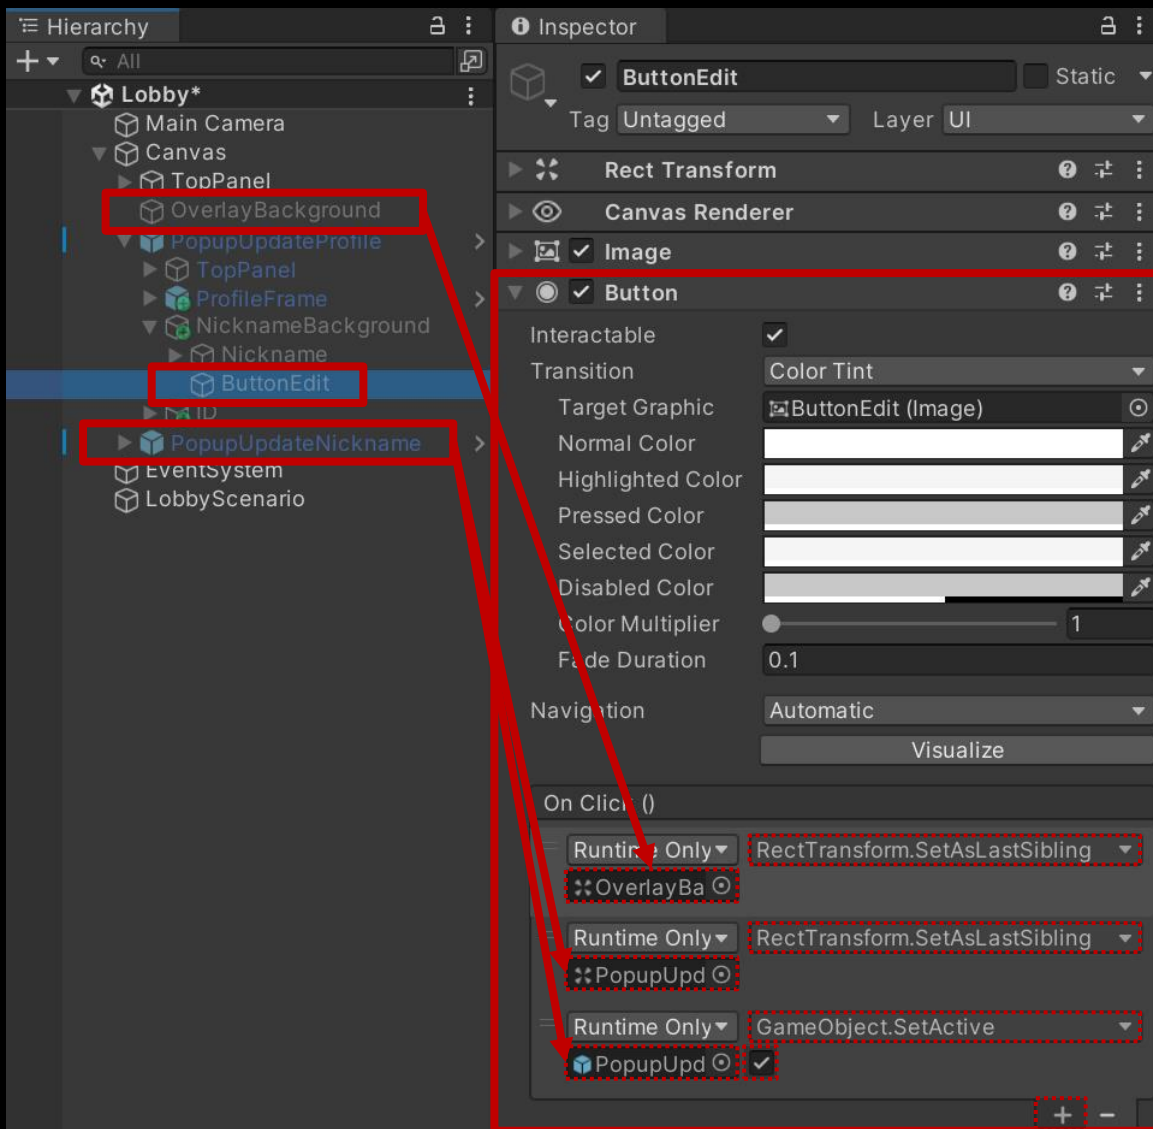 Hierarchy
All
Lobby*
Main Camera
Canvas
TopPanel
OverlayBackground
PopupUpdateProfile
TopPanel
ProfileFrame
NicknameBackground
Nickname
ButtonEdit
ID
PopupUpdateNickname
EventSystem
LobbyScenario
Inspector
ButtonEdit
Static
Tag Untagged Layer UI
Rect Transform
Canvas Renderer
Image
Button
Interactable
Transition Color Tint
Target Graphic ButtonEdit (Image)
Normal Color
Highlighted Color
Pressed Color
Selected Color
Disabled Color
Color Multiplier 1
Fade Duration 0.1
Navigation Automatic
Visualize
On Click ()
Runtime Only RectTransform.SetAsLastSibling
OverlayBa
Runtime Only RectTransform.SetAsLastSibling
PopupUpd
Runtime Only GameObject.SetActive
PopupUpd